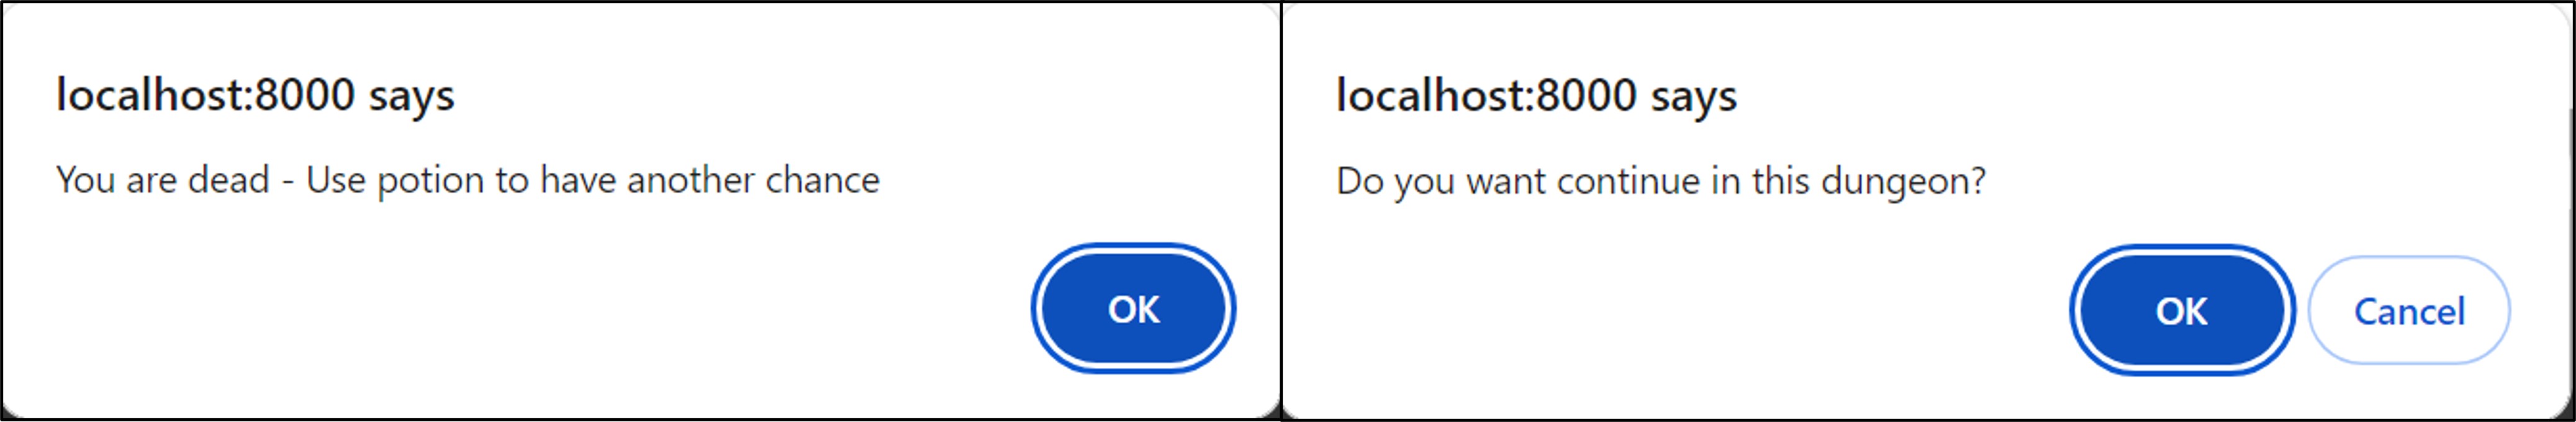 localhost:8000 says
You are dead - Use potion to have another chance
OK
localhost:8000 says
Do you want continue in this dungeon?
OK Cancel